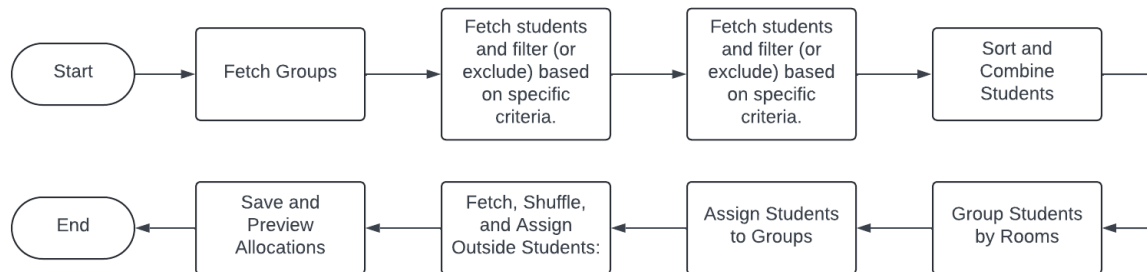 Start
Fetch Groups
Fetch students
and filter (or
exclude) based
on specific
criteria.
Fetch students
and filter (or
exclude) based
on specific
criteria.
Sort and
Combine
Students
End
Save and
Preview
Allocations
Fetch, Shuffle,
and Assign
Outside Students:
Assign Students
to Groups
Group Students
by Rooms